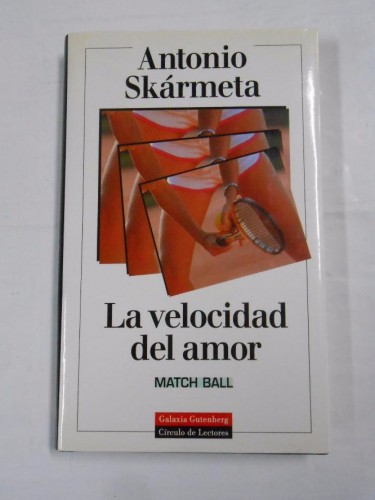 Antonio
Skármeta
La velocidad
del amor
MATCH BALL
Galaxia Gutenberg
Círculo de Lectores